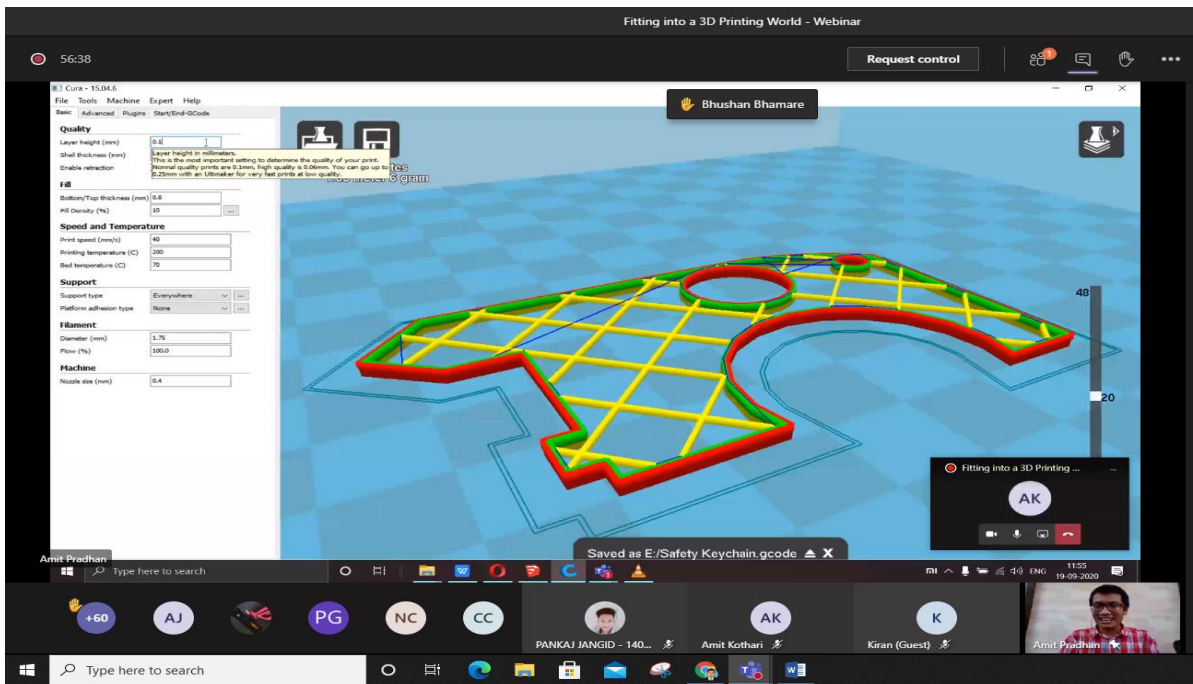 Fitting into a 3D Printing World - Webinar
56:38
Request control
1
Cura - 15.04.6
File Tools Machine Expert Help
Basic Advanced Plugins Start/End-GCode
Bhushan Bhamare
Quality
Layer height (mm) 0.1
Shell thickness (mm)
Enable retraction
Layer height in millimeters.
This is the most important setting to determine the quality of your print.
Normal quality prints are 0.1mm, high quality is 0.06mm. You can go up to
0.25mm with an Ultimaker for very fast prints at low quality.
6 gram
Fill
Bottom/Top thickness (mm) 0.8
Fill Density (%) 10 ...
Speed and Temperature
Print speed (mm/s) 40
Printing temperature (C) 200
Bed temperature (C) 70
Support
Support type Everywhere ...
Platform adhesion type None ...
Filament
Diameter (mm) 1.75
Flow (%) 100.0
Machine
Nozzle size (mm) 0.4
48
20
Fitting into a 3D Printing ...
AK
Saved as E:/Safety Keychain.gcode X
Amit Pradhan
Type here to search
ENG
11:55
19-09-2020
+60
AJ
PG
NC
CC
AK
K
PANKAJ JANGID - 140...
Amit Kothari
Kiran (Guest)
Amit Pradhan
Type here to search